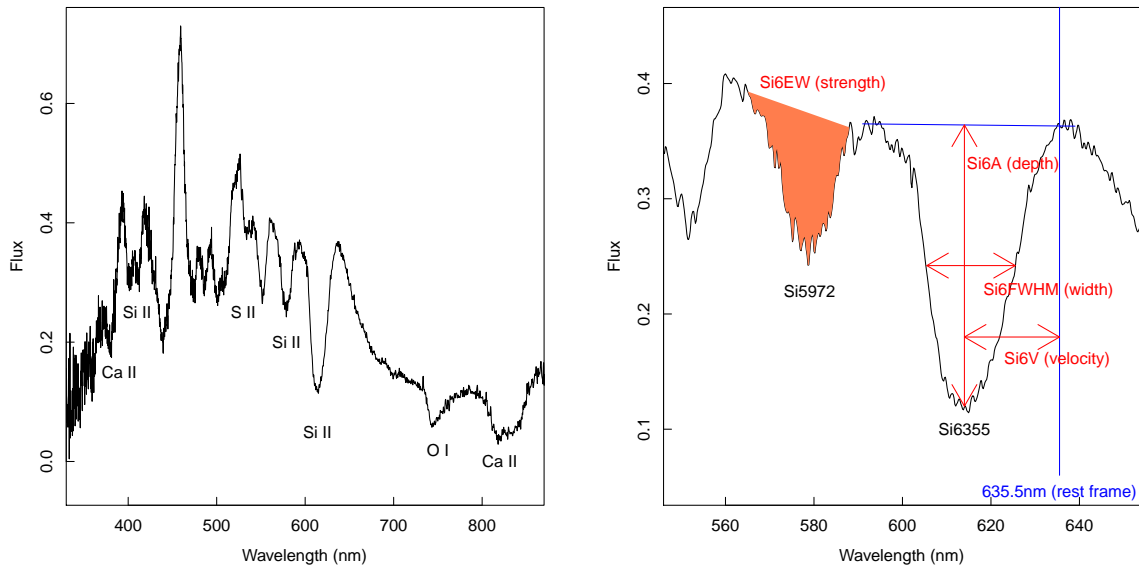 Flux
0.0
0.2
0.4
0.6
Ca II
Si II
S II
Si II
Si II
O I
Ca II
400
500
600
700
800
Wavelength (nm)
Flux
0.1
0.2
0.3
0.4
Si6EW (strength)
Si6A (depth)
Si5972
Si6FWHM (width)
Si6V (velocity)
Si6355
635.5nm (rest frame)
560
580
600
620
640
Wavelength (nm)